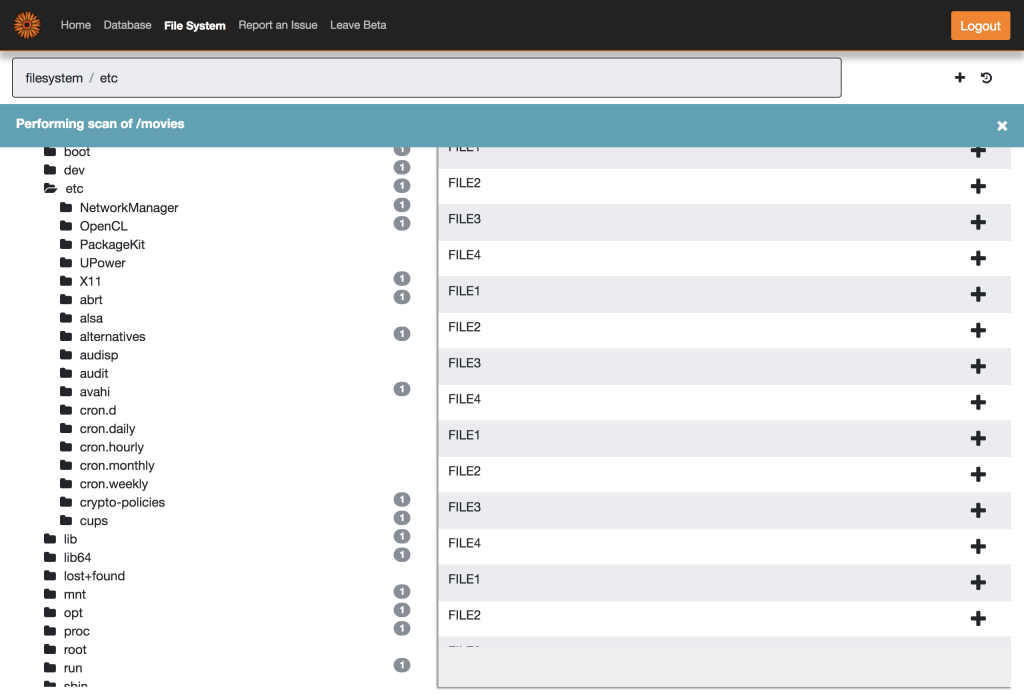 Home Database File System Report an Issue Leave Beta Logout
filesystem / etc
Performing scan of /movies
boot 1
dev 1
etc 1
NetworkManager 1
OpenCL 1
PackageKit
UPower
X11 1
abrt 1
alsa
alternatives 1
audisp
audit
avahi 1
cron.d
cron.daily
cron.hourly
cron.monthly
cron.weekly
crypto-policies 1
cups 1
lib 1
lib64 1
lost+found
mnt 1
opt 1
proc 1
root
run 1
sbin
FILE1
FILE2
FILE3
FILE4
FILE1
FILE2
FILE3
FILE4
FILE1
FILE2
FILE3
FILE4
FILE1
FILE2